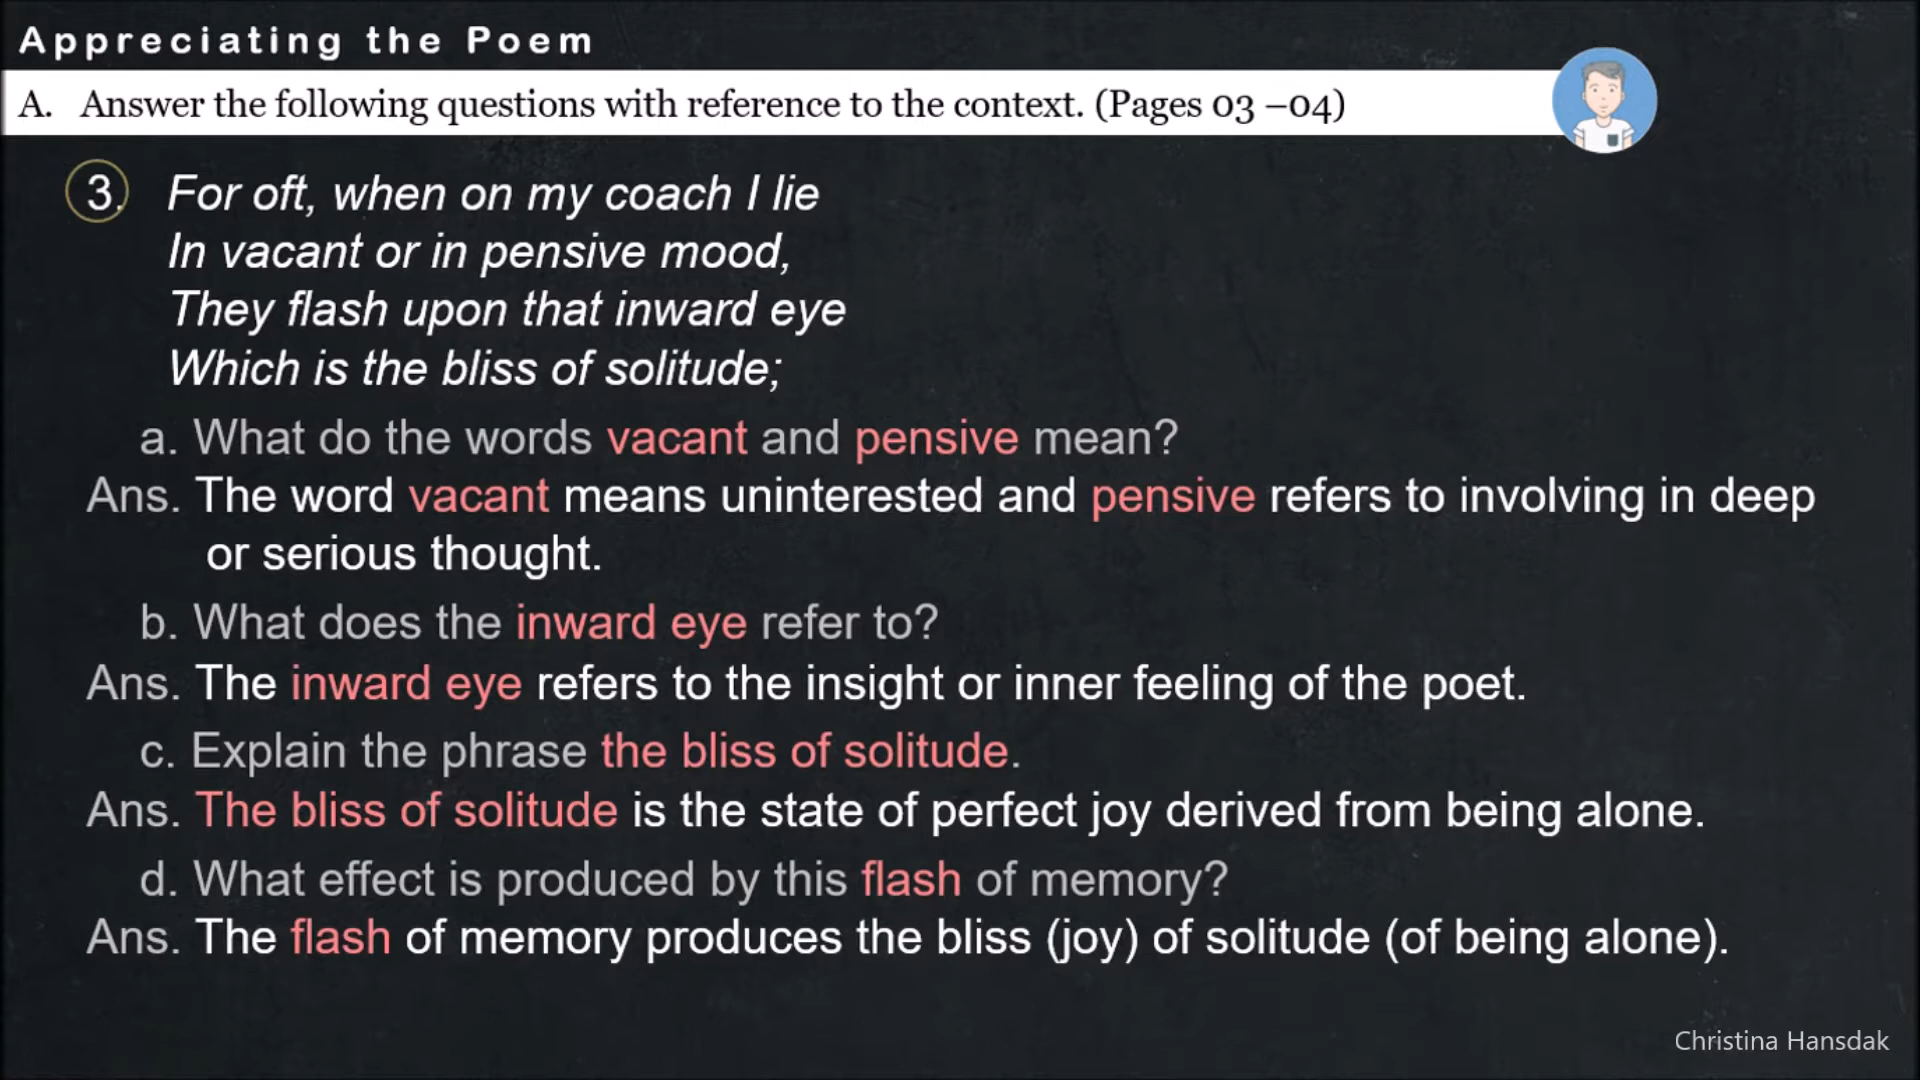 Appreciating the Poem
A. Answer the following questions with reference to the context. (Pages 03 –04)
3. For oft, when on my coach I lie
In vacant or in pensive mood,
They flash upon that inward eye
Which is the bliss of solitude;
a. What do the words vacant and pensive mean?
Ans. The word vacant means uninterested and pensive refers to involving in deep
or serious thought.
b. What does the inward eye refer to?
Ans. The inward eye refers to the insight or inner feeling of the poet.
c. Explain the phrase the bliss of solitude.
Ans. The bliss of solitude is the state of perfect joy derived from being alone.
d. What effect is produced by this flash of memory?
Ans. The flash of memory produces the bliss (joy) of solitude (of being alone).
Christina Hansdak